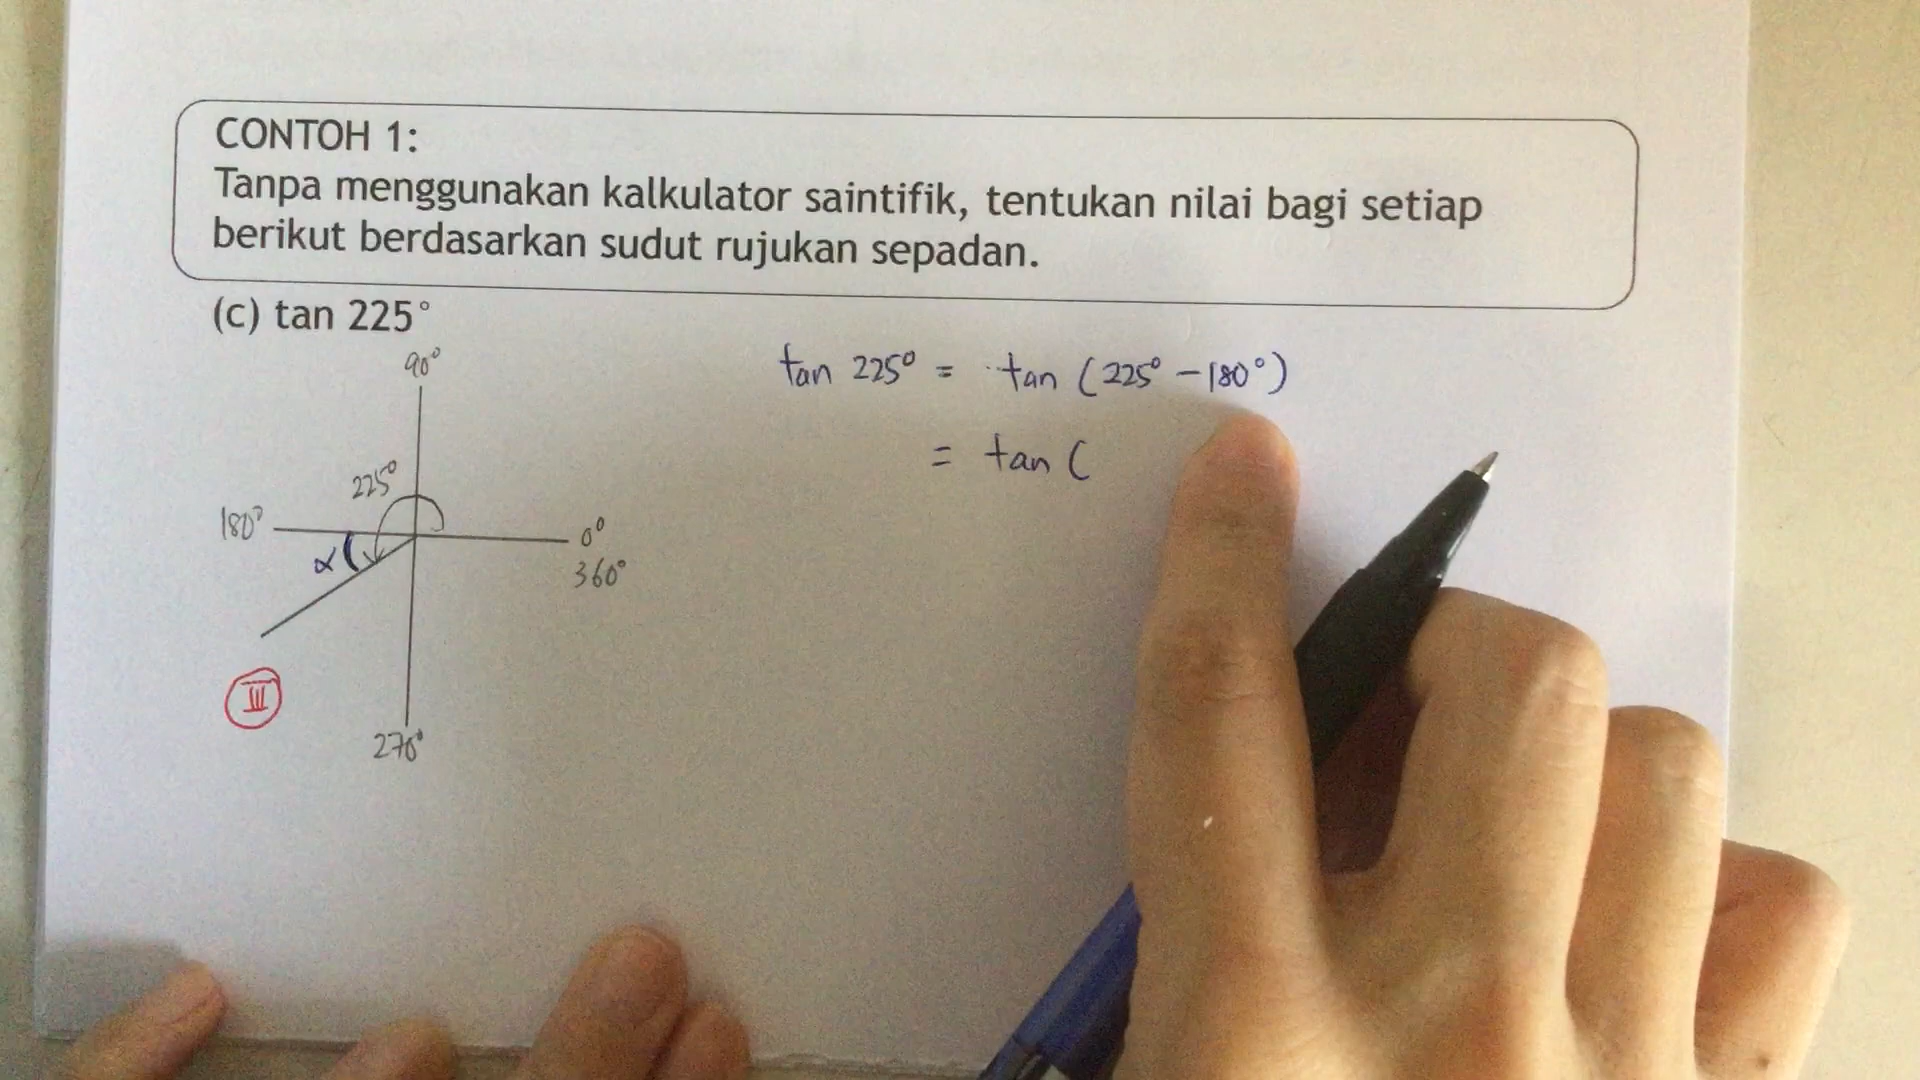 CONTOH 1:
Tanpa menggunakan kalkulator saintifik, tentukan nilai bagi setiap
berikut berdasarkan sudut rujukan sepadan.
(c) tan 225°
90°
225°
180°
0°
360°
α
III
270°
tan 225° = tan (225° - 180°)
= tan (